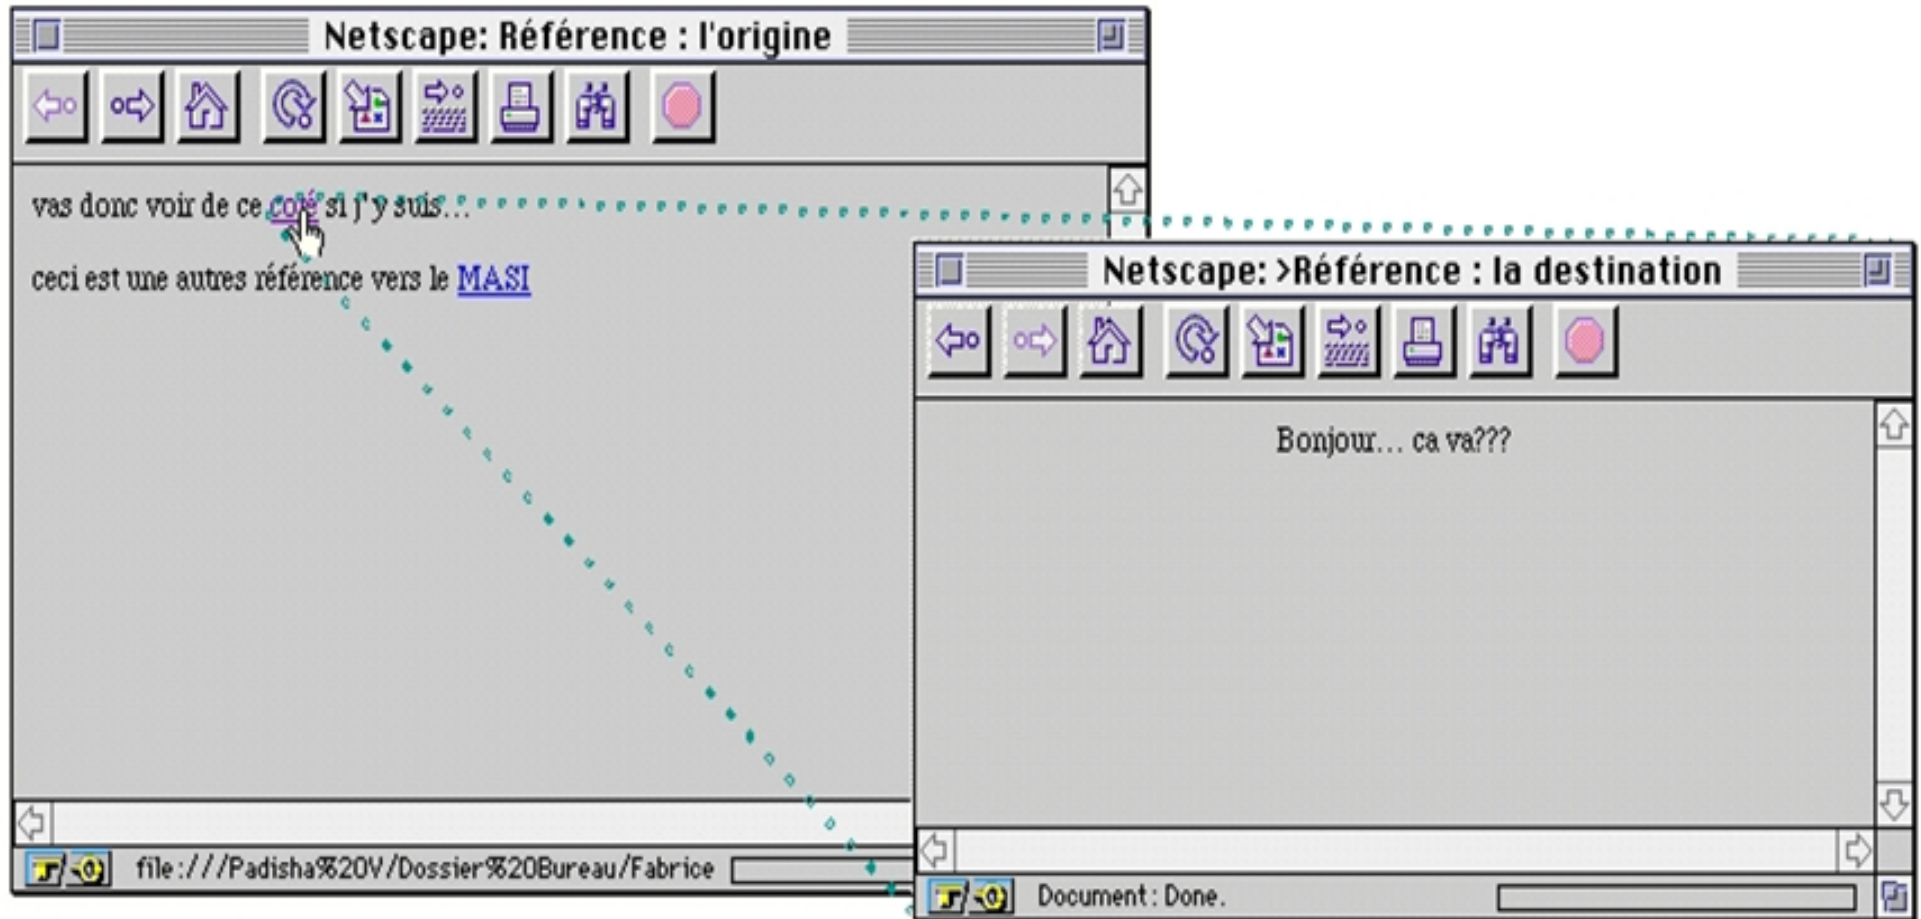 Netscape: Référence : l'origine
vas donc voir de ce coté si j'y suis...
ceci est une autres référence vers le MASI
file:///Padisha%20V/Dossier%20Bureau/Fabrice
Netscape: >Référence : la destination
Bonjour... ca va???
Document: Done.